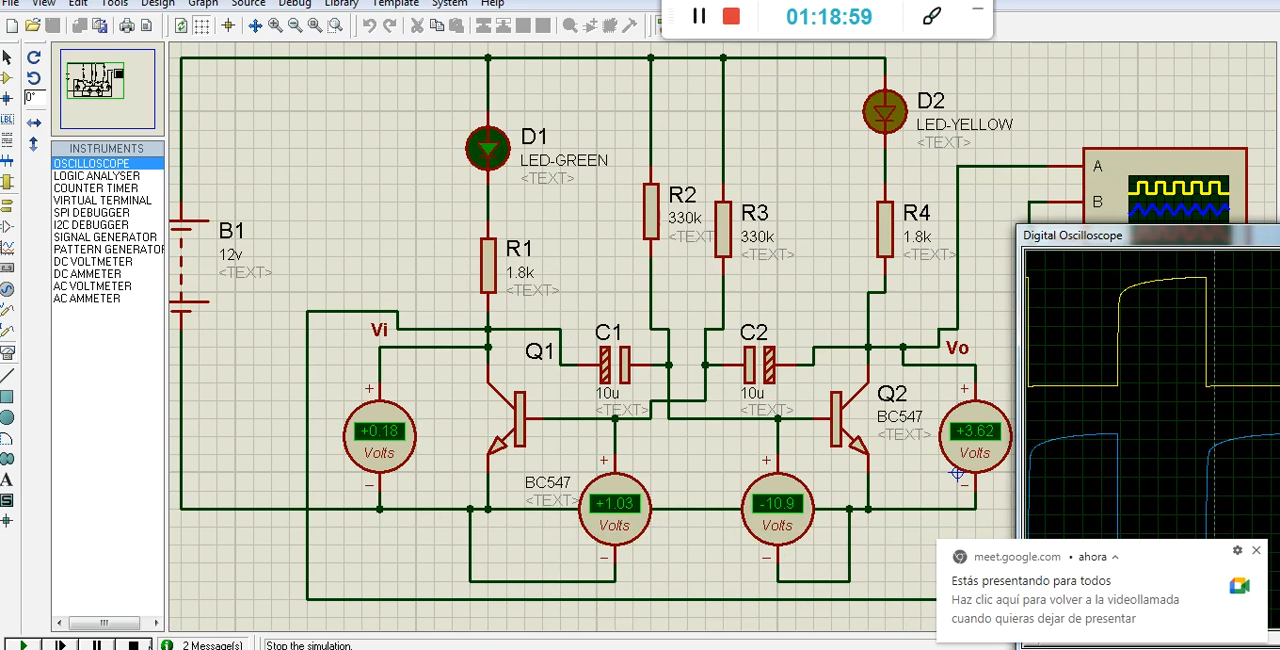 File View Edit Tools Design Graph Source Debug Library Template System Help
01:18:59
0°
LBL
A
S
INSTRUMENTS
OSCILLOSCOPE
LOGIC ANALYSER
COUNTER TIMER
VIRTUAL TERMINAL
SPI DEBUGGER
I2C DEBUGGER
SIGNAL GENERATOR
PATTERN GENERATOR
DC VOLTMETER
DC AMMETER
AC VOLTMETER
AC AMMETER
B1
12v
<TEXT>
D1
LED-GREEN
<TEXT>
R1
1.8k
<TEXT>
R2
330k
<TEXT
R3
330k
<TEXT>
D2
LED-YELLOW
<TEXT>
R4
1.8k
<TEXT>
A
B
Digital Oscilloscope
Vi
Q1
C1
10u
<TEXT>
C2
10u
<TEXT>
Vo
Q2
BC547
<TEXT>
+
+0.18
Volts
−
BC547
<TEXT>
+
+1.03
Volts
−
+
-10.9
Volts
−
+
+3.62
Volts
−
meet.google.com • ahora
Estás presentando para todos
Haz clic aquí para volver a la videollamada
cuando quieras dejar de presentar
2 Message(s)
Stop the simulation.